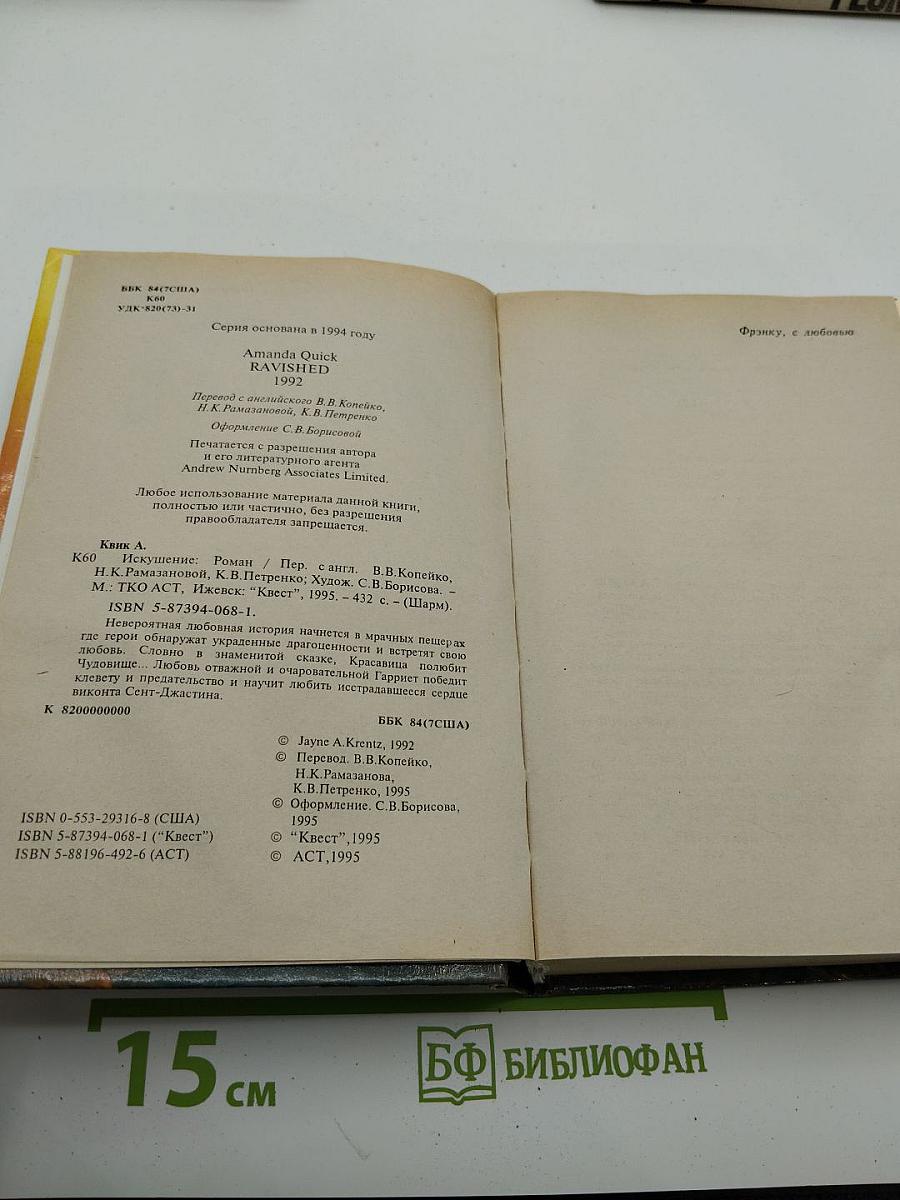 ББК 84(7США)
К60
УДК 820(73)-31
Серия основана в 1994 году
Amanda Quick
RAVISHED
1992
Перевод с английского В.В.Копейко,
Н.К.Рамазановой, К.В.Петренко
Оформление С.В.Борисовой
Печатается с разрешения автора
и его литературного агента
Andrew Nurnberg Associates Limited.
Любое использование материала данной книги,
полностью или частично, без разрешения
правообладателя запрещается.
Квик А.
К60 Искушение: Роман / Пер. с англ. В.В.Копейко,
Н.К.Рамазановой, К.В.Петренко; Худож. С.В.Борисова. –
М.: ТКО АСТ, Ижевск: "Квест", 1995. – 432 с. – (Шарм).
ISBN 5-87394-068-1.
Невероятная любовная история начнется в мрачных пещерах
где герои обнаружат украденные драгоценности и встретят свою
любовь. Словно в знаменитой сказке, Красавица полюбит
Чудовище... Любовь отважной и очаровательной Гарриет победит
клевету и предательство и научит любить исстрадавшееся сердце
виконта Сент-Джастина.
К 8200000000
ББК 84(7США)
© Jayne A.Krentz, 1992
© Перевод. В.В.Копейко,
Н.К.Рамазанова,
К.В.Петренко, 1995
© Оформление. С.В.Борисова,
1995
ISBN 0-553-29316-8 (США)
ISBN 5-87394-068-1 ("Квест")
© "Квест",1995
ISBN 5-88196-492-6 (АСТ)
© АСТ,1995
Фрэнку, с любовью
15 см
БФ БИБЛИОФАН